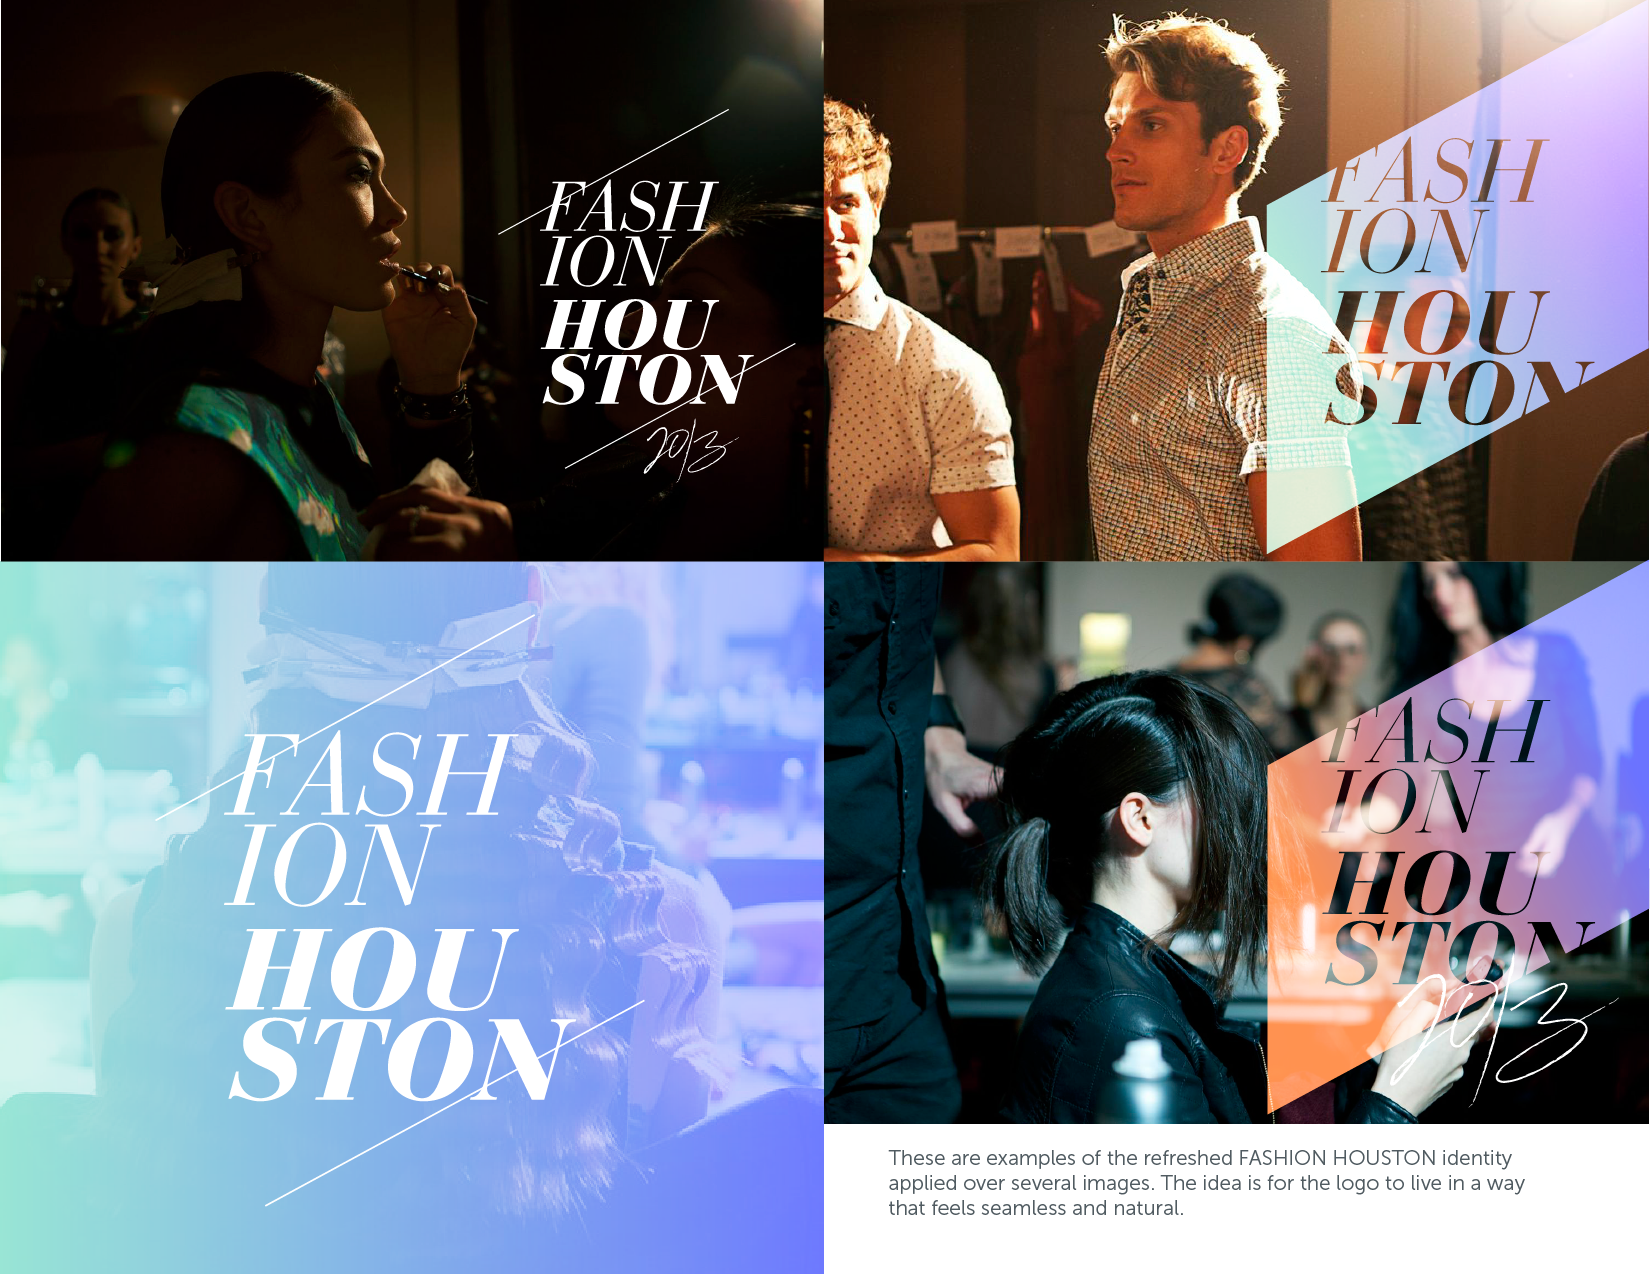 FASH
ION
HOU
STON
2013
FASH
ION
HOU
STON
FASH
ION
HOU
STON
FASH
ION
HOU
STON
2013
These are examples of the refreshed FASHION HOUSTON identity
applied over several images. The idea is for the logo to live in a way
that feels seamless and natural.